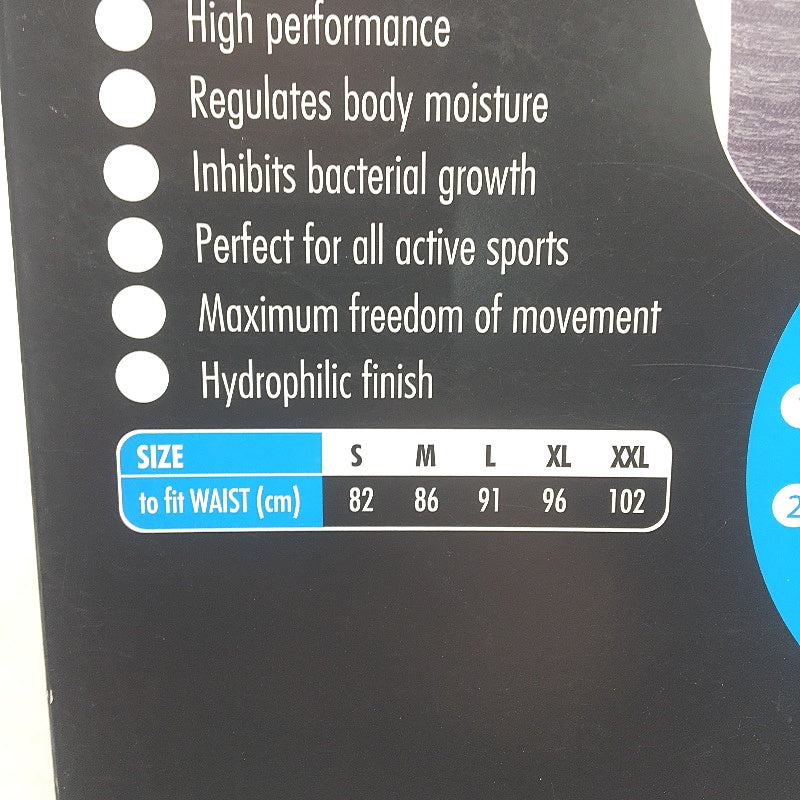 High performance
Regulates body moisture
Inhibits bacterial growth
Perfect for all active sports
Maximum freedom of movement
Hydrophilic finish
SIZE S M L XL XXL
to fit WAIST (cm) 82 86 91 96 102
2